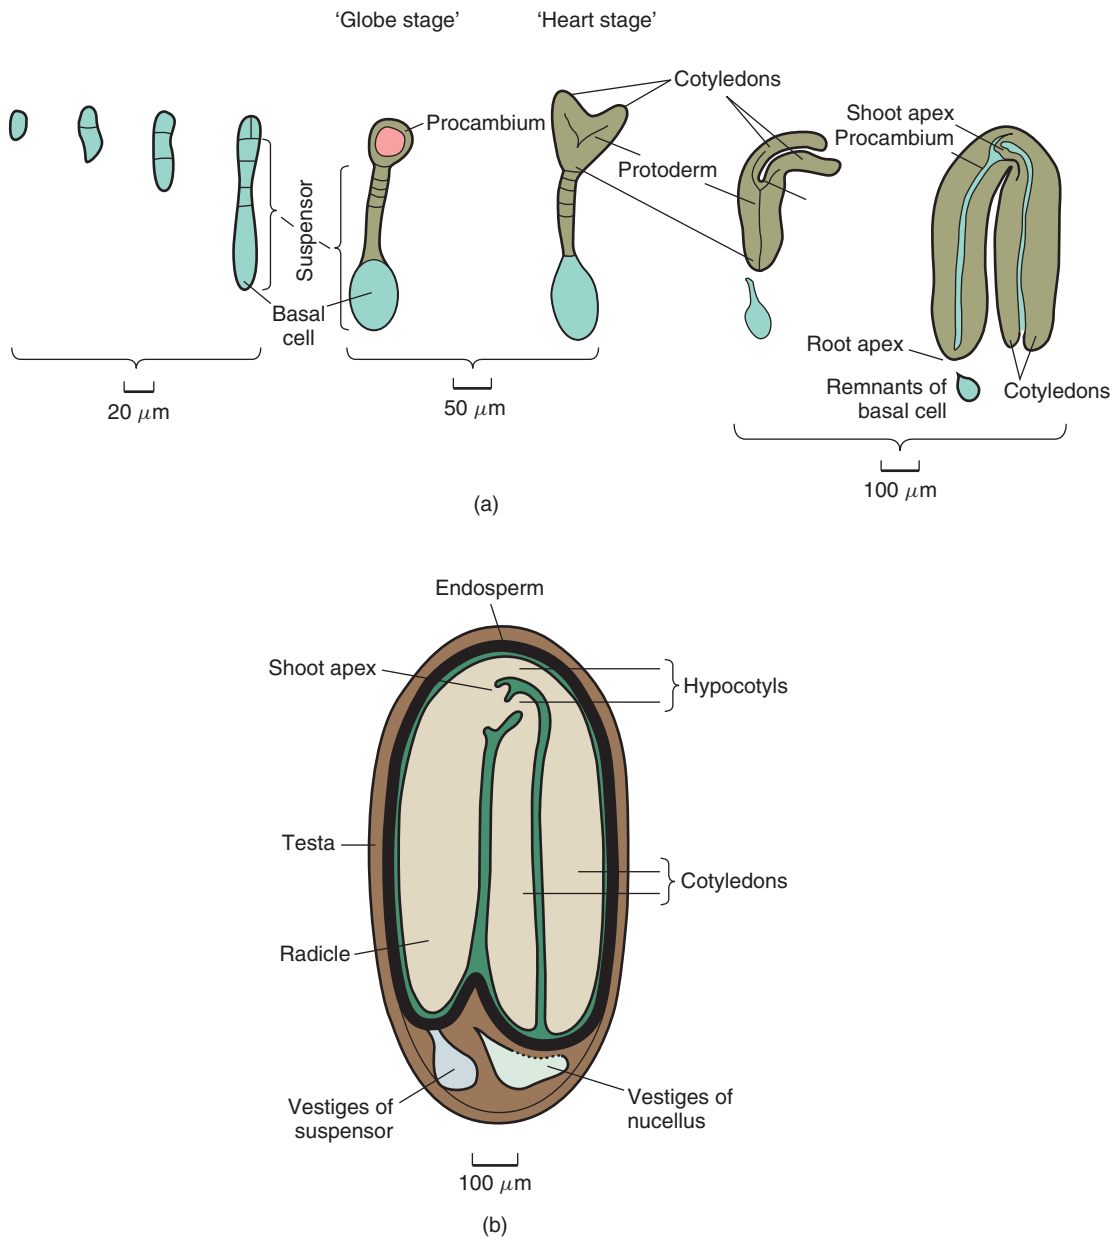 ‘Globe stage’
‘Heart stage’
Cotyledons
Procambium
Shoot apex
Procambium
Protoderm
Suspensor
Basal
cell
Root apex
Remnants of
basal cell
Cotyledons
20 μm
50 μm
100 μm
(a)
Endosperm
Shoot apex
Hypocotyls
Testa
Cotyledons
Radicle
Vestiges of
suspensor
Vestiges of
nucellus
100 μm
(b)